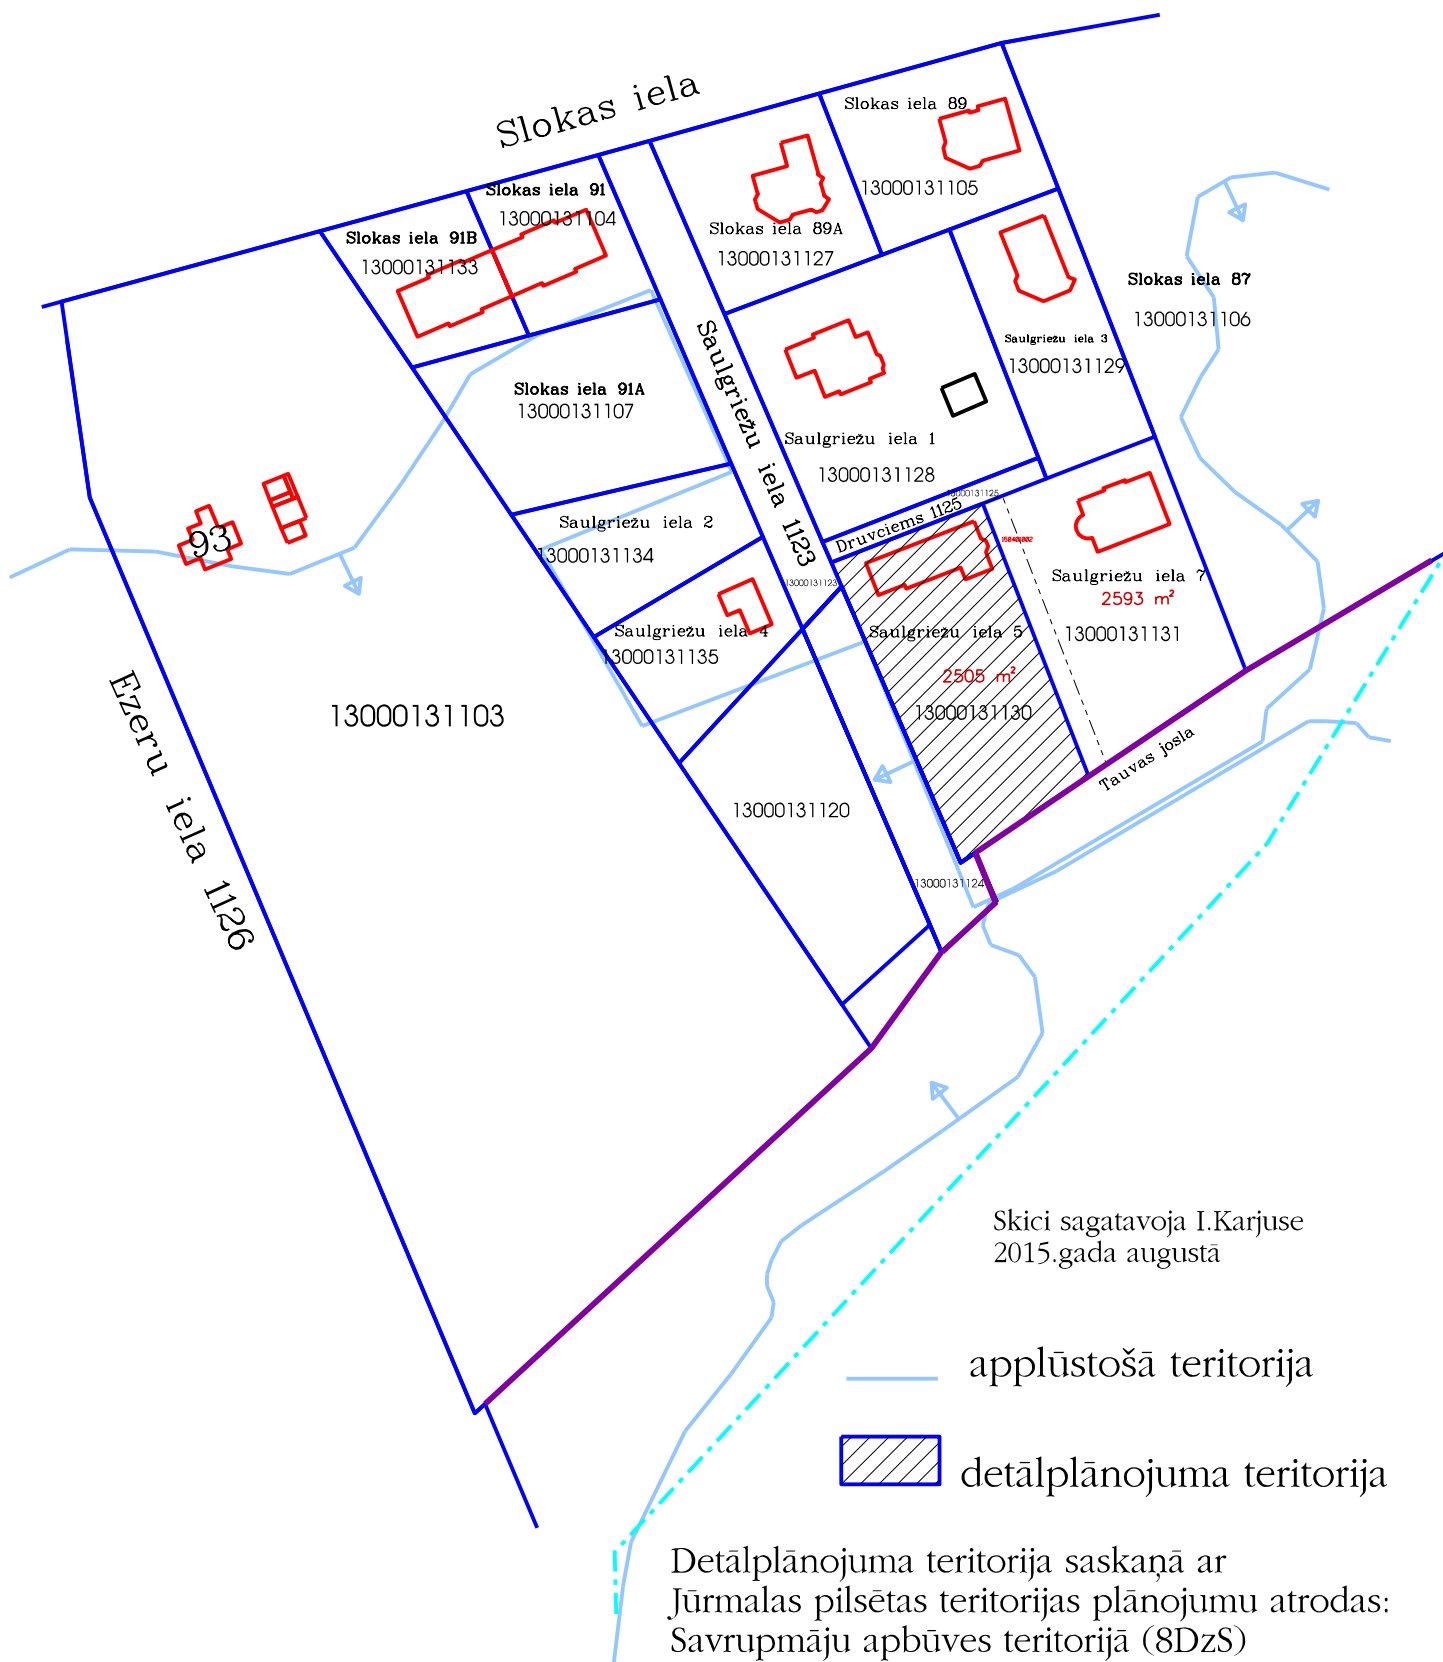 Slokas iela
Slokas iela 89
13000131105
Slokas iela 91
13000131104
Slokas iela 89A
13000131127
Slokas iela 91B
13000131133
Slokas iela 87
13000131106
Saulgriežu iela 3
13000131129
Slokas iela 91A
13000131107
Saulgriežu iela 1123
Saulgriežu iela 1
13000131128
13000131125
Druvciems 1125
Saulgriežu iela 2
13000131134
93
13000131123
Saulgriežu iela 7
2593 m²
13000131131
Saulgriežu iela 4
13000131135
Saulgriežu iela 5
2505 m²
13000131130
13000131103
Ezeru iela 1126
Tauvas josla
13000131120
13000131124
Skici sagatavoja I.Karjuse
2015.gada augustā
applūstošā teritorija
detālplānojuma teritorija
Detālplānojuma teritorija saskaņā ar
Jūrmalas pilsētas teritorijas plānojumu atrodas:
Savrupmāju apbūves teritorijā (8DzS)